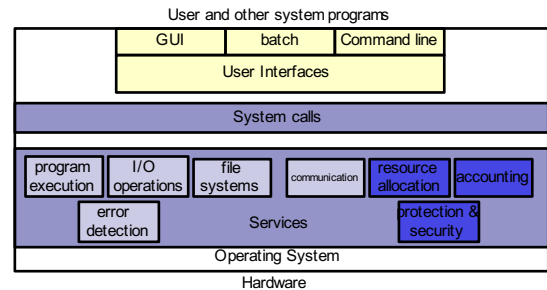 User and other system programs
GUI batch Command line
User Interfaces
System calls
program
execution
I/O
operations
file
systems
communication
resource
allocation
accounting
error
detection
Services
protection &
security
Operating System
Hardware